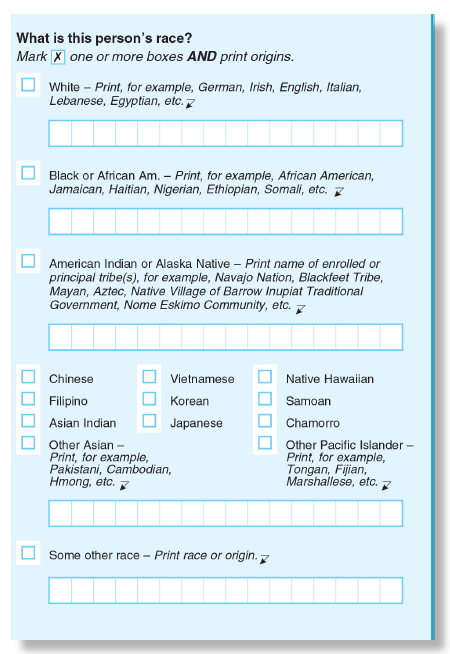 What is this person's race?
Mark ☒ one or more boxes AND print origins.
White – Print, for example, German, Irish, English, Italian,
Lebanese, Egyptian, etc.
Black or African Am. – Print, for example, African American,
Jamaican, Haitian, Nigerian, Ethiopian, Somali, etc.
American Indian or Alaska Native – Print name of enrolled or
principal tribe(s), for example, Navajo Nation, Blackfeet Tribe,
Mayan, Aztec, Native Village of Barrow Inupiat Traditional
Government, Nome Eskimo Community, etc.
Chinese
Filipino
Asian Indian
Other Asian –
Print, for example,
Pakistani, Cambodian,
Hmong, etc.
Vietnamese
Korean
Japanese
Native Hawaiian
Samoan
Chamorro
Other Pacific Islander –
Print, for example,
Tongan, Fijian,
Marshallese, etc.
Some other race – Print race or origin.